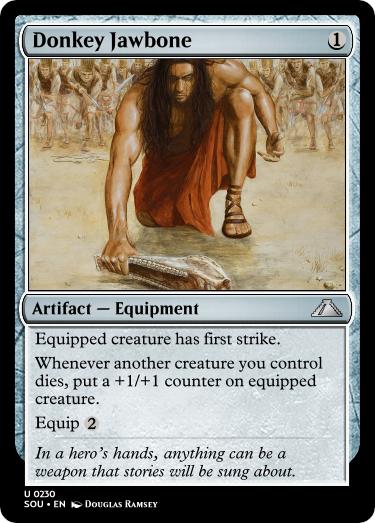 Donkey Jawbone 1
Artifact — Equipment
Equipped creature has first strike.
Whenever another creature you control
dies, put a +1/+1 counter on equipped
creature.
Equip 2
In a hero's hands, anything can be a
weapon that stories will be sung about.
U 0230
SOU • EN Douglas Ramsey